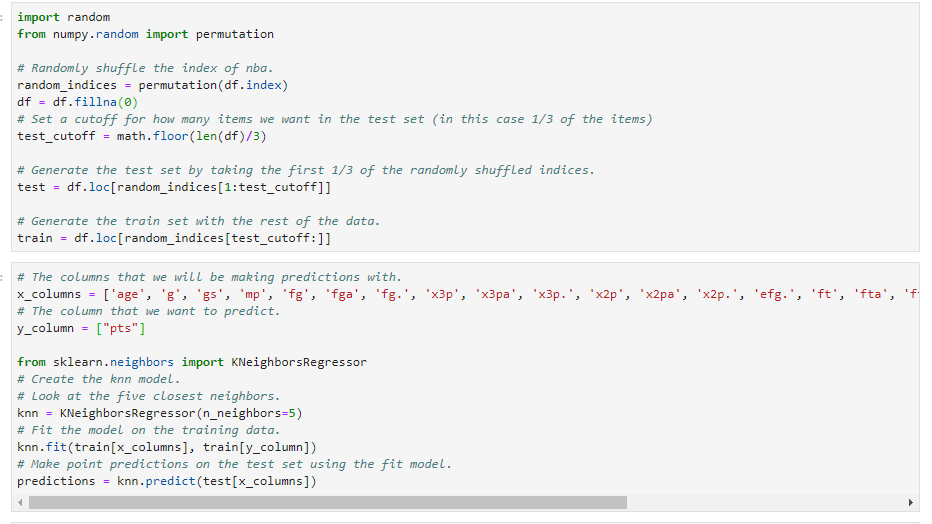 import random
from numpy.random import permutation
# Randomly shuffle the index of nba.
random_indices = permutation(df.index)
df = df.fillna(0)
# Set a cutoff for how many items we want in the test set (in this case 1/3 of the items)
test_cutoff = math.floor(len(df)/3)
# Generate the test set by taking the first 1/3 of the randomly shuffled indices.
test = df.loc[random_indices[1:test_cutoff]]
# Generate the train set with the rest of the data.
train = df.loc[random_indices[test_cutoff:]]
# The columns that we will be making predictions with.
x_columns = ['age', 'g', 'gs', 'mp', 'fg', 'fga', 'fg.', 'x3p', 'x3pa', 'x3p.', 'x2p', 'x2pa', 'x2p.', 'efg.', 'ft', 'fta',
# The column that we want to predict.
y_column = ["pts"]
from sklearn.neighbors import KNeighborsRegressor
# Create the knn model.
# Look at the five closest neighbors.
knn = KNeighborsRegressor(n_neighbors=5)
# Fit the model on the training data.
knn.fit(train[x_columns], train[y_column])
# Make point predictions on the test set using the fit model.
predictions = knn.predict(test[x_columns])